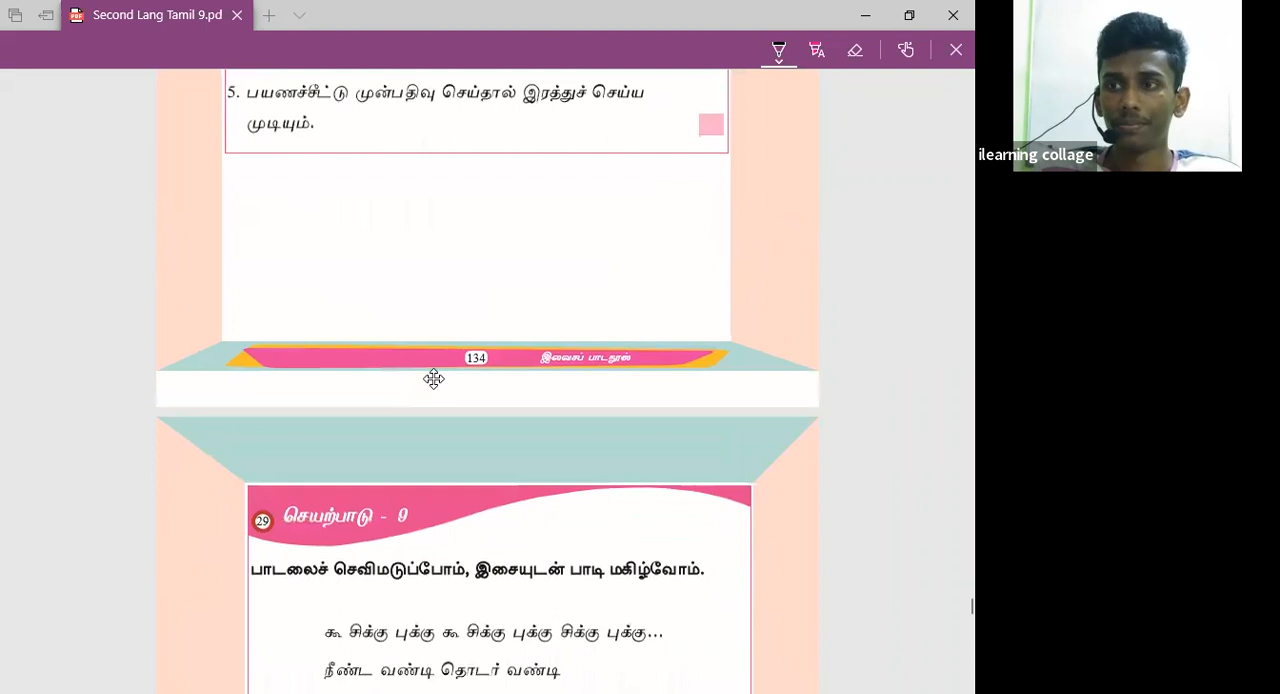 Second Lang Tamil 9.pd
5. பயணச்சீட்டு முன்பதிவு செய்தால் இரத்துச் செய்ய
முடியும்.
ilearning collage
134
இலவசப் பாடநூல்
29 செயற்பாடு - 9
பாடலைச் செவிமடுப்போம், இசையுடன் பாடி மகிழ்வோம்.
கூ சிக்கு புக்கு கூ சிக்கு புக்கு சிக்கு புக்கு...
நீண்ட வண்டி தொடர் வண்டி